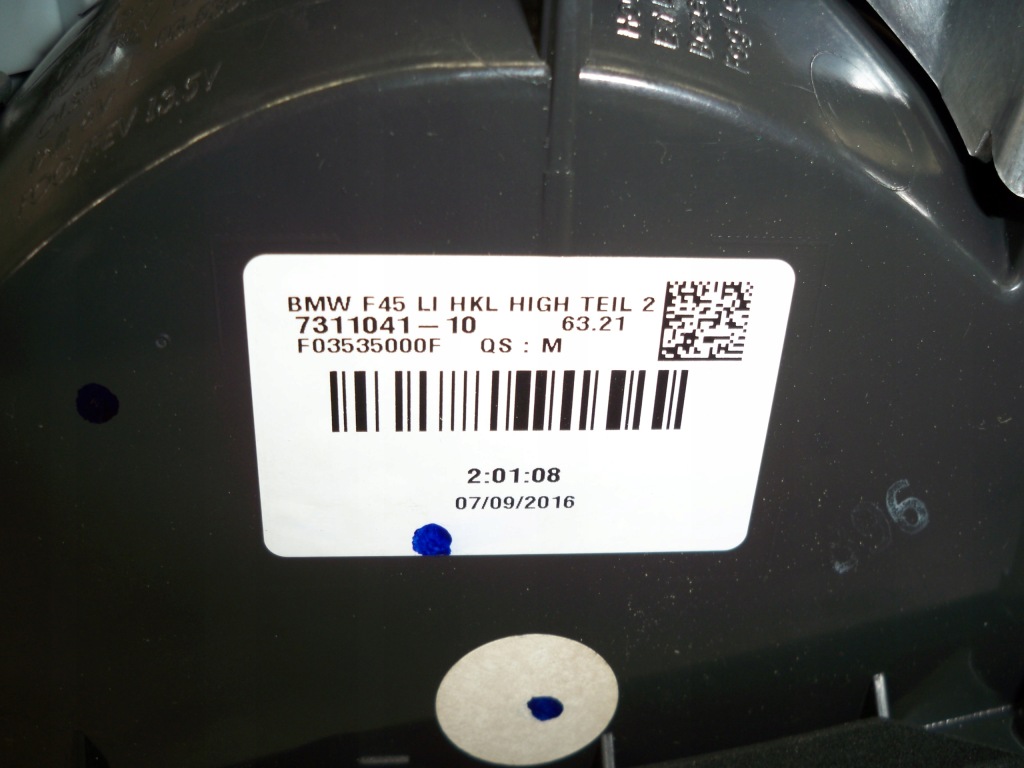 BMW F45 LI HKL HIGH TEIL 2
7311041-10 63.21
F03535000F QS : M
2:01:08
07/09/2016